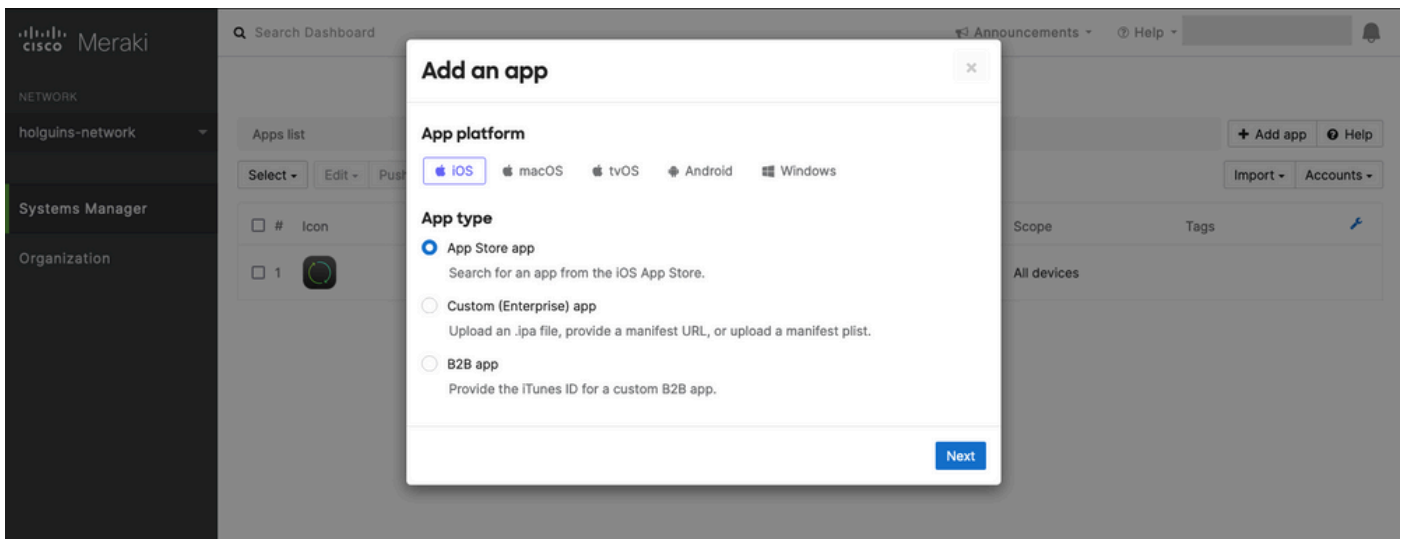 cisco Meraki
Search Dashboard
Announcements
Help
NETWORK
holguins-network
Apps list
+ Add app
Help
Select
Edit
Import
Accounts
Systems Manager
Organization
# Icon
Scope
Tags
1
All devices
Add an app
×
App platform
iOS macOS tvOS Android Windows
App type
App Store app
Search for an app from the iOS App Store.
Custom (Enterprise) app
Upload an .ipa file, provide a manifest URL, or upload a manifest plist.
B2B app
Provide the iTunes ID for a custom B2B app.
Next